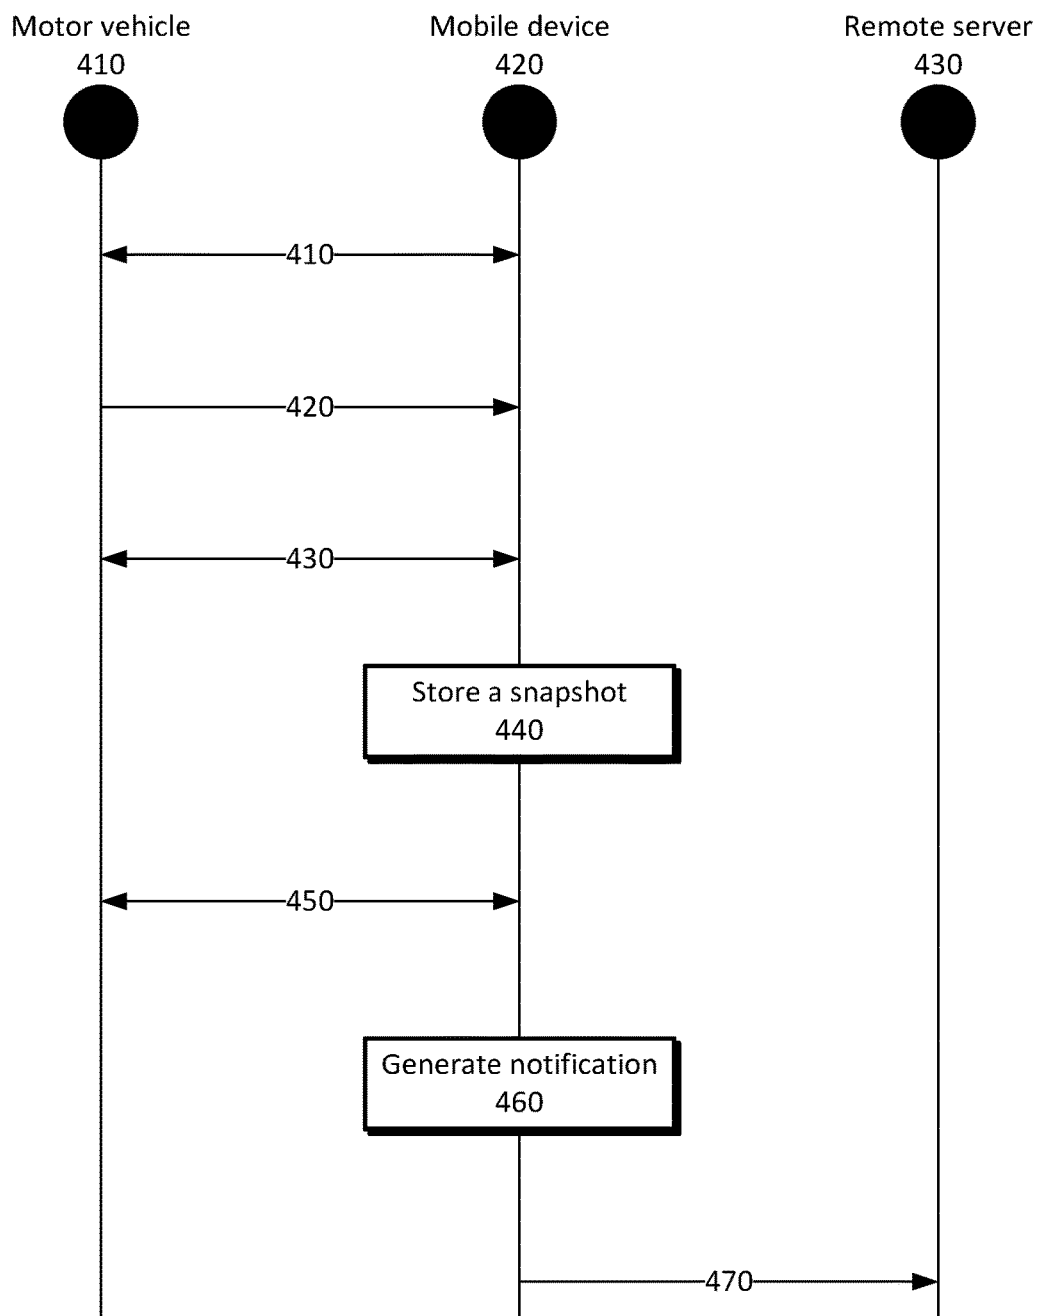 Motor vehicle
410
Mobile device
420
Remote server
430
410
420
430
Store a snapshot
440
450
Generate notification
460
470